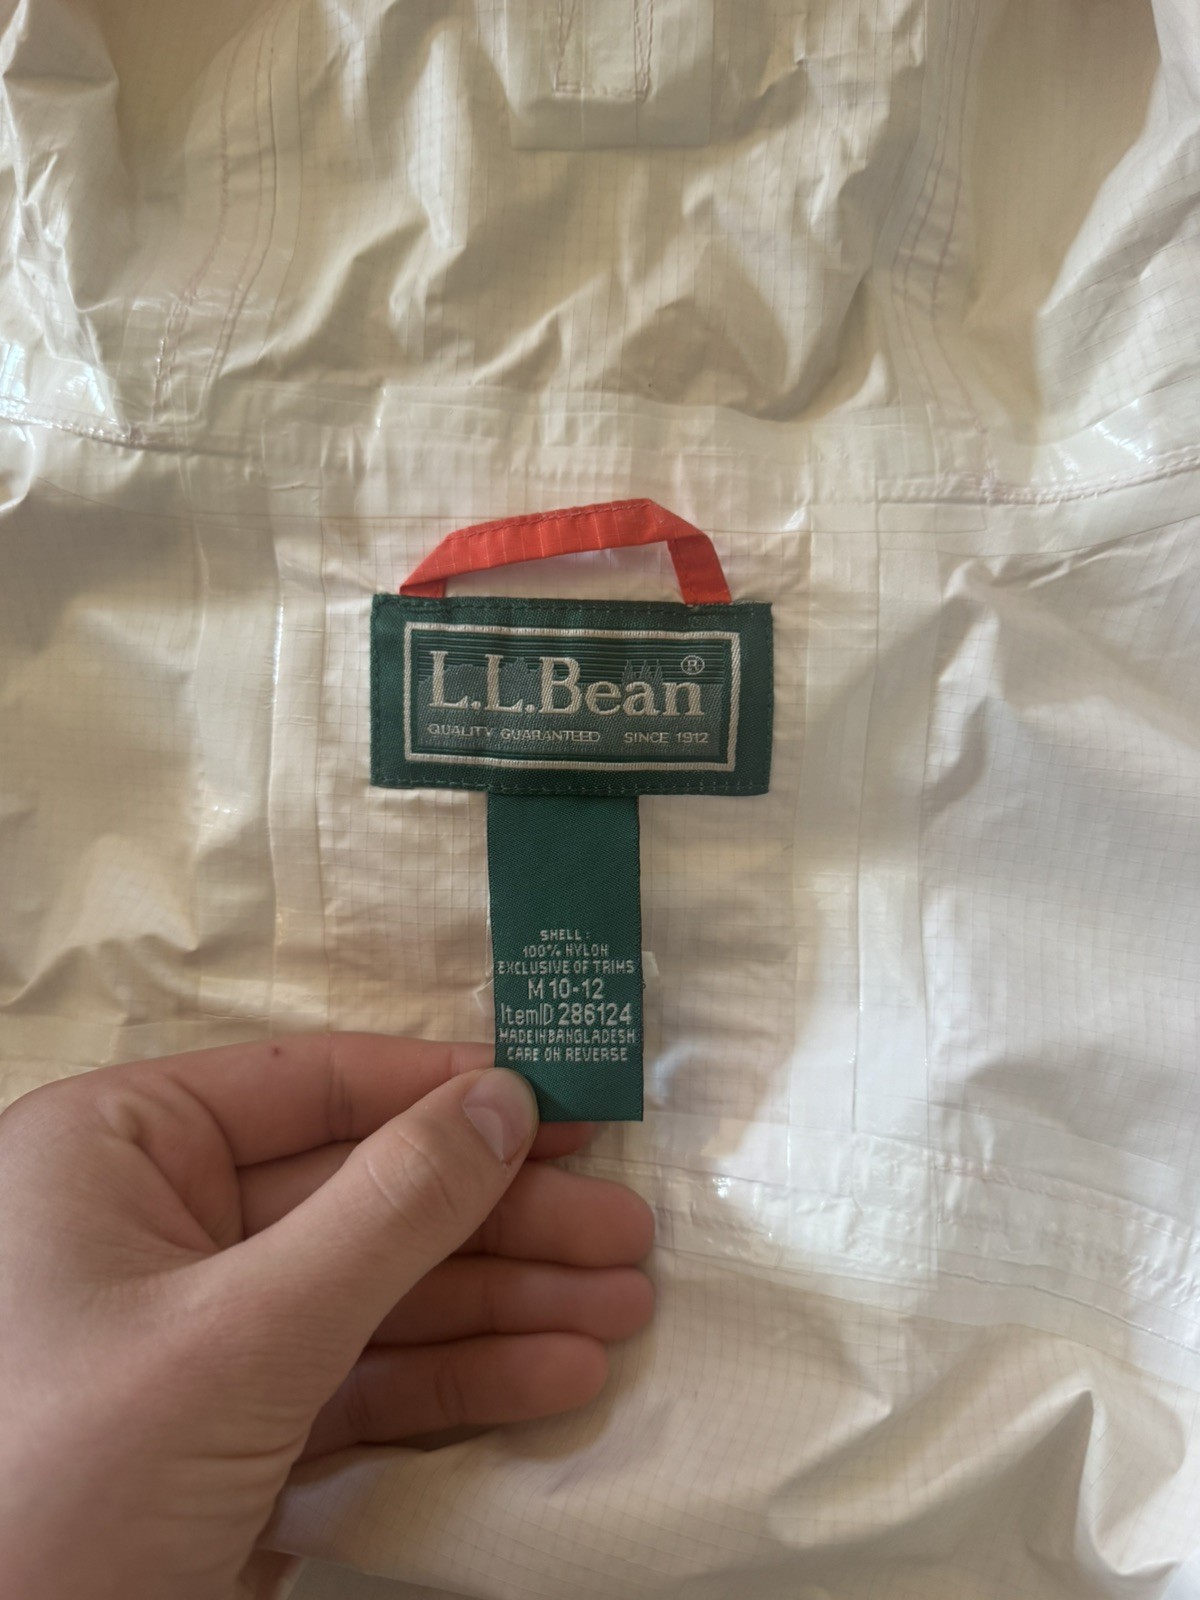 L.L.Bean®
QUALITY GUARANTEED SINCE 1912
SHELL:
100% NYLON
EXCLUSIVE OF TRIMS
M 10-12
ItemID 286124
MADE IN BANGLADESH
CARE ON REVERSE